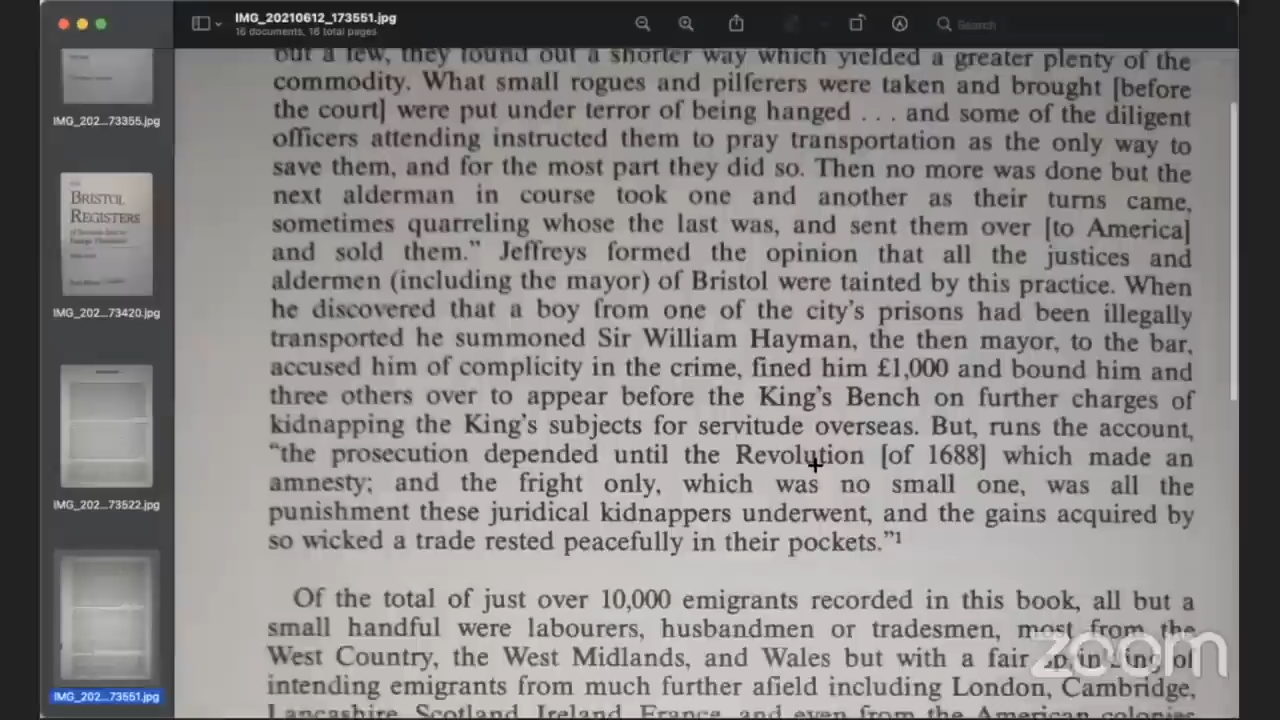 IMG_20210612_173551.jpg
16 documents, 16 total pages
Search
IMG_202...73355.jpg
BRISTOL
REGISTERS
IMG_202...73420.jpg
IMG_202...73522.jpg
IMG_202...73551.jpg
but a few, they found out a shorter way which yielded a greater plenty of the
commodity. What small rogues and pilferers were taken and brought [before
the court] were put under terror of being hanged . . . and some of the diligent
officers attending instructed them to pray transportation as the only way to
save them, and for the most part they did so. Then no more was done but the
next alderman in course took one and another as their turns came,
sometimes quarreling whose the last was, and sent them over [to America]
and sold them.” Jeffreys formed the opinion that all the justices and
aldermen (including the mayor) of Bristol were tainted by this practice. When
he discovered that a boy from one of the city's prisons had been illegally
transported he summoned Sir William Hayman, the then mayor, to the bar,
accused him of complicity in the crime, fined him £1,000 and bound him and
three others over to appear before the King's Bench on further charges of
kidnapping the King's subjects for servitude overseas. But, runs the account,
“the prosecution depended until the Revolution [of 1688] which made an
amnesty; and the fright only, which was no small one, was all the
punishment these juridical kidnappers underwent, and the gains acquired by
so wicked a trade rested peacefully in their pockets.”1
Of the total of just over 10,000 emigrants recorded in this book, all but a
small handful were labourers, husbandmen or tradesmen, most from the
West Country, the West Midlands, and Wales but with a fair of
intending emigrants from much further afield including London, Cambridge,
Lancashire, Scotland, Ireland, France, and even from the American colonies
zoom